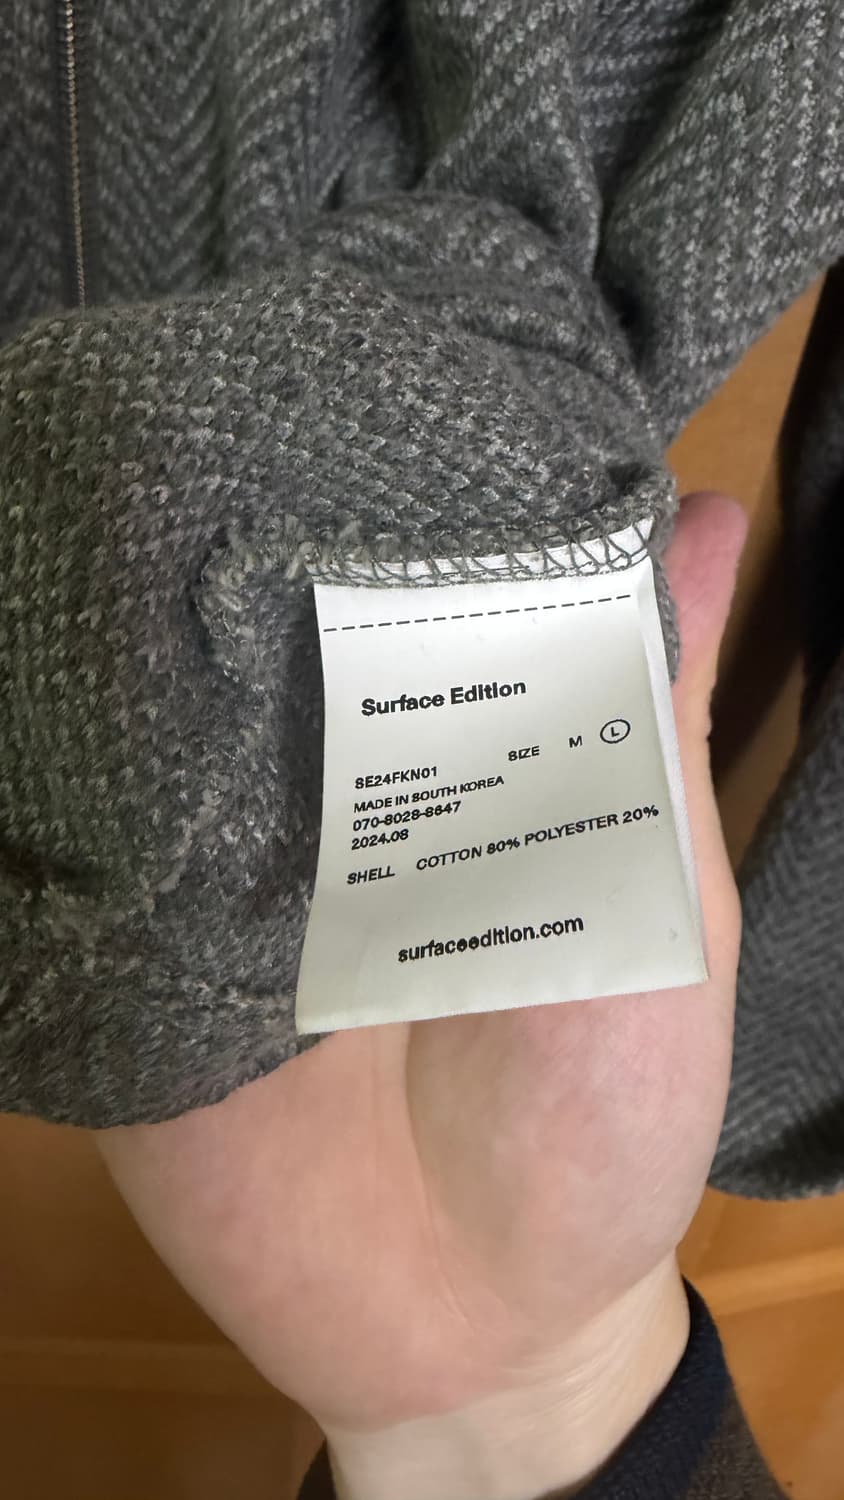 Surface Edition
SE24FKN01 SIZE M L
MADE IN SOUTH KOREA
070-8028-8647
2024.08
SHELL COTTON 80% POLYESTER 20%
surfaceedition.com